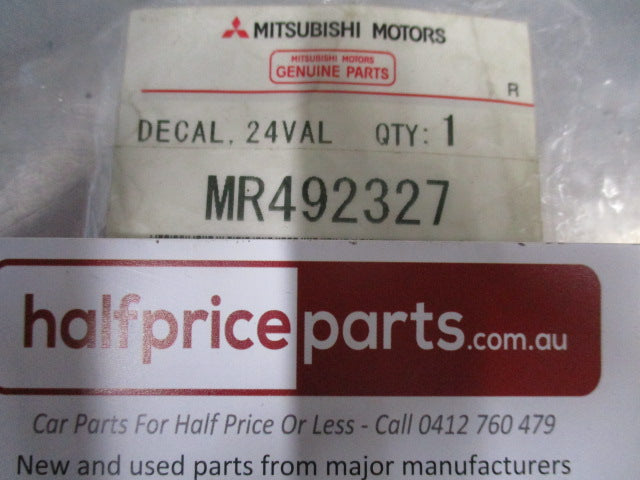 MITSUBISHI MOTORS
MITSUBISHI MOTORS
GENUINE PARTS
R
DECAL, 24VAL QTY: 1
MR492327
halfpriceparts.com.au
Car Parts For Half Price Or Less - Call 0412 760 479
New and used parts from major manufacturers